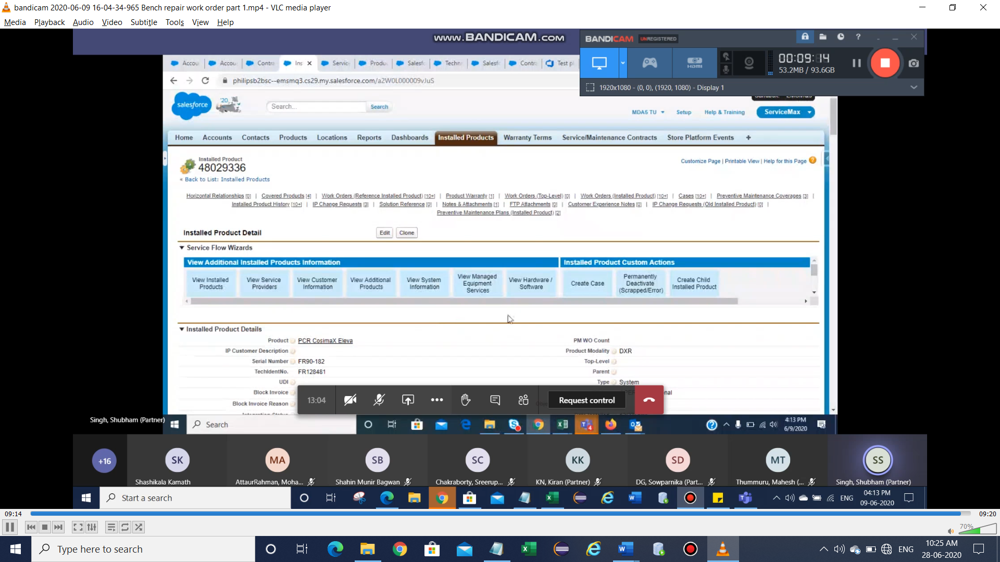 bandicam 2020-06-09 16-04-34-965 Bench repair work order part 1.mp4 - VLC media player
Media Playback Audio Video Subtitle Tools View Help
www.BANDICAM.com
BANDICAM UNREGISTERED
?
HDMI
00:09:14
53.2MB / 93.6GB
1920x1080 - (0, 0), (1920, 1080) - Display 1
Accou Accou Contra Ins Service Produc Salesfo Techn Salesfo Contra Test pl
philipsb2bsc--emsmq3.cs29.my.salesforce.com/a2W0L000009vJuS
salesforce '20
Search... Search
MDAS TU Setup Help & Training ServiceMax
Home Accounts Contacts Products Locations Reports Dashboards Installed Products Warranty Terms Service/Maintenance Contracts Store Platform Events +
Installed Product
48029336
Customize Page | Printable View | Help for this Page ?
« Back to List: Installed Products
Horizontal Relationships [0] | Covered Products [4] | Work Orders (Reference Installed Product) [10+] | Product Warranty [1] | Work Orders (Top-Level) [0] | Work Orders (Installed Product) [10+] | Cases [10+] | Preventive Maintenance Coverages [3] |
Installed Product History [10+] | IP Change Requests [3] | Solution Reference [0] | Notes & Attachments [1] | FTP Attachments [0] | Customer Experience Notes [0] | IP Change Requests (Old Installed Product) [0] |
Preventive Maintenance Plans (Installed Product) [2]
Installed Product Detail Edit Clone
Service Flow Wizards
View Additional Installed Products Information
Installed Product Custom Actions
View Installed Products
View Service Providers
View Customer Information
View Additional Products
View System Information
View Managed Equipment Services
View Hardware / Software
Create Case
Permanently Deactivate (Scrapped/Error)
Create Child Installed Product
Installed Product Details
Product PCR CosimaX Eleva PM WO Count
IP Customer Description Product Modality DXR
Serial Number FR90-182 Top-Level
TechIdentNo. FR128481 Parent
UDI Type System
Block Invoice
Block Invoice Reason
Integration Status
13:04 Request control
Singh, Shubham (Partner)
Search
4:13 PM
6/9/2020
+16 SK MA SB SC KK SD MT SS
Shashikala Kamath AttaurRahman, Moha... Shahin Munir Bagwan Chakraborty, Sreerup... KN, Kiran (Partner) DG, Sowparnika (Part... Thummuru, Mahesh (... Singh, Shubham (Partner)
Start a search
ENG
04:13 PM
09-06-2020
09:14 09:20
70%
Type here to search
ENG
10:25 AM
28-06-2020